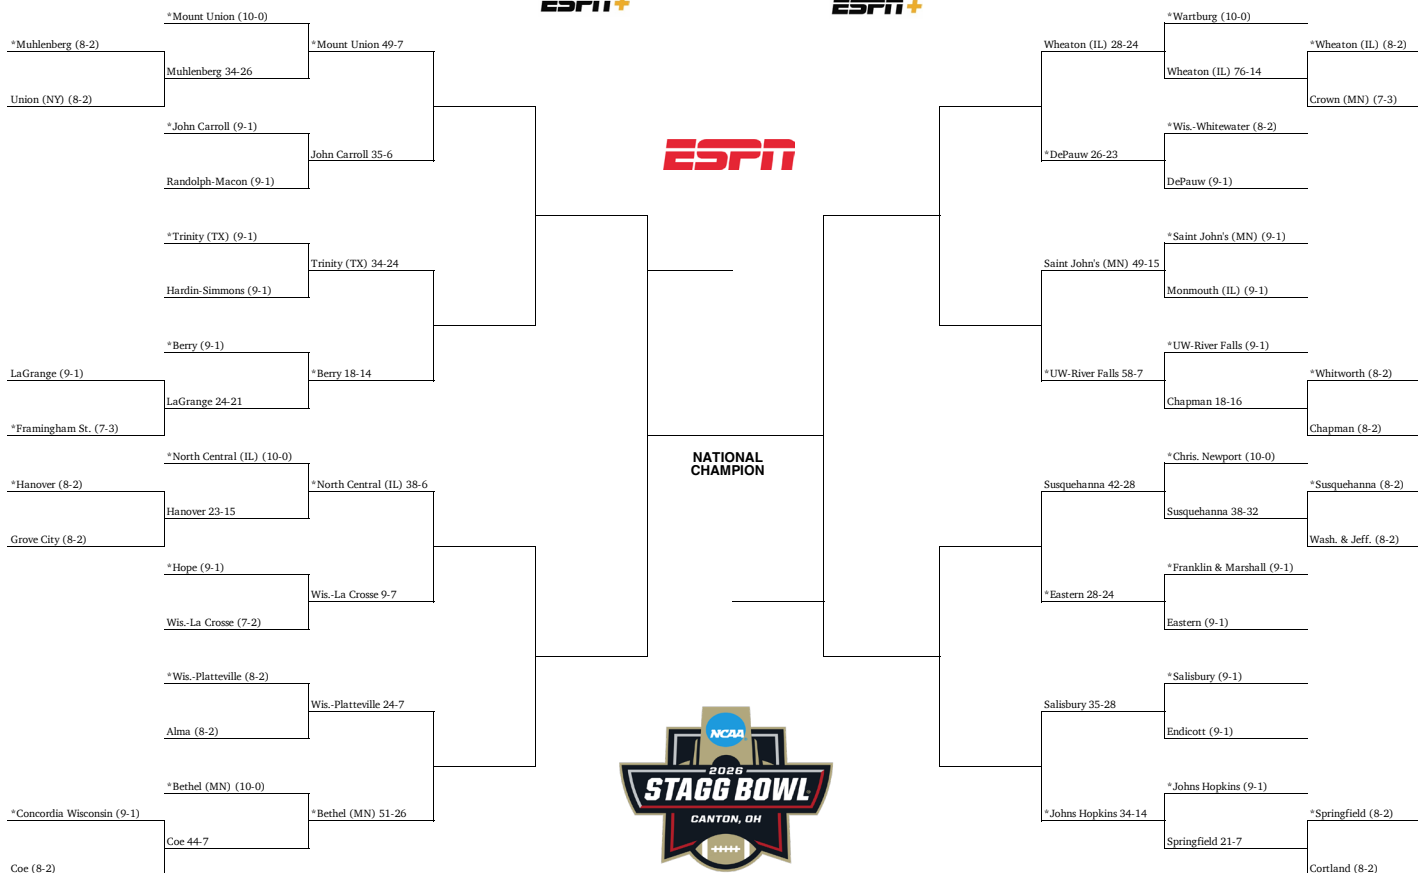 ESPN+
ESPN+
*Mount Union (10-0)
*Muhlenberg (8-2)
*Mount Union 49-7
Muhlenberg 34-26
Union (NY) (8-2)
*John Carroll (9-1)
John Carroll 35-6
Randolph-Macon (9-1)
*Trinity (TX) (9-1)
Trinity (TX) 34-24
Hardin-Simmons (9-1)
*Berry (9-1)
LaGrange (9-1)
*Berry 18-14
LaGrange 24-21
*Framingham St. (7-3)
*North Central (IL) (10-0)
*Hanover (8-2)
*North Central (IL) 38-6
Hanover 23-15
Grove City (8-2)
*Hope (9-1)
Wis.-La Crosse 9-7
Wis.-La Crosse (7-2)
*Wis.-Platteville (8-2)
Wis.-Platteville 24-7
Alma (8-2)
*Bethel (MN) (10-0)
*Concordia Wisconsin (9-1)
*Bethel (MN) 51-26
Coe 44-7
Coe (8-2)
ESPN
NATIONAL
CHAMPION
NCAA
2026
STAGG BOWL
CANTON, OH
*Wartburg (10-0)
Wheaton (IL) 28-24
*Wheaton (IL) (8-2)
Wheaton (IL) 76-14
Crown (MN) (7-3)
*Wis.-Whitewater (8-2)
*DePauw 26-23
DePauw (9-1)
*Saint John's (MN) (9-1)
Saint John's (MN) 49-15
Monmouth (IL) (9-1)
*UW-River Falls (9-1)
*UW-River Falls 58-7
*Whitworth (8-2)
Chapman 18-16
Chapman (8-2)
*Chris. Newport (10-0)
Susquehanna 42-28
*Susquehanna (8-2)
Susquehanna 38-32
Wash. & Jeff. (8-2)
*Franklin & Marshall (9-1)
*Eastern 28-24
Eastern (9-1)
*Salisbury (9-1)
Salisbury 35-28
Endicott (9-1)
*Johns Hopkins (9-1)
*Johns Hopkins 34-14
*Springfield (8-2)
Springfield 21-7
Cortland (8-2)